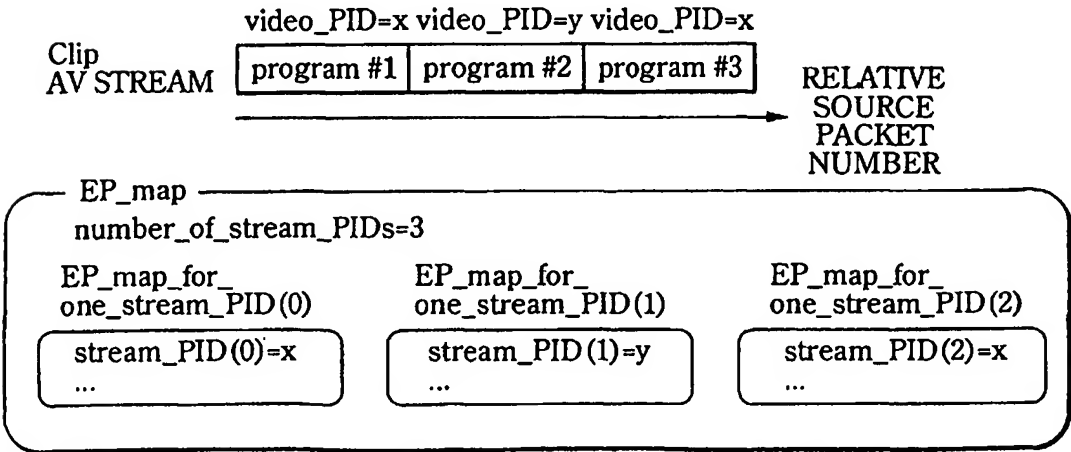 video_PID=x video_PID=y video_PID=x
Clip
AV STREAM
program #1 program #2 program #3
RELATIVE
SOURCE
PACKET
NUMBER
EP_map
number_of_stream_PIDs=3
EP_map_for_
one_stream_PID(0)
EP_map_for_
one_stream_PID(1)
EP_map_for_
one_stream_PID(2)
stream_PID(0)=x
...
stream_PID(1)=y
...
stream_PID(2)=x
...